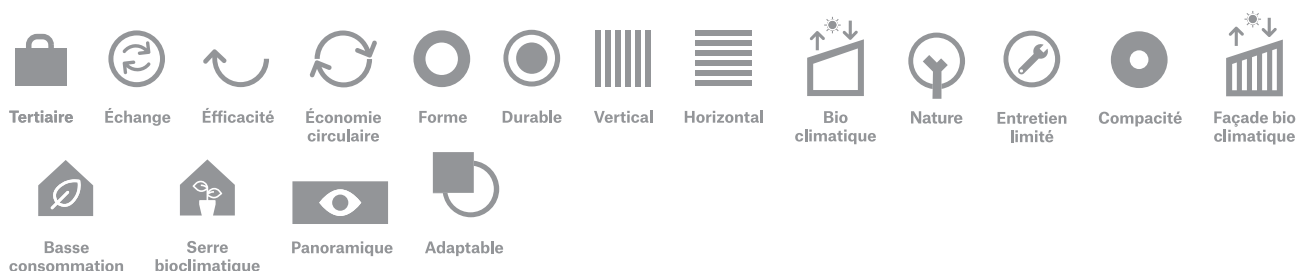 Tertiaire
Échange
Éfficacité
Économie
circulaire
Forme
Durable
Vertical
Horizontal
Bio
climatique
Nature
Entretien
limité
Compacité
Façade bio
climatique
Basse
consommation
Serre
bioclimatique
Panoramique
Adaptable